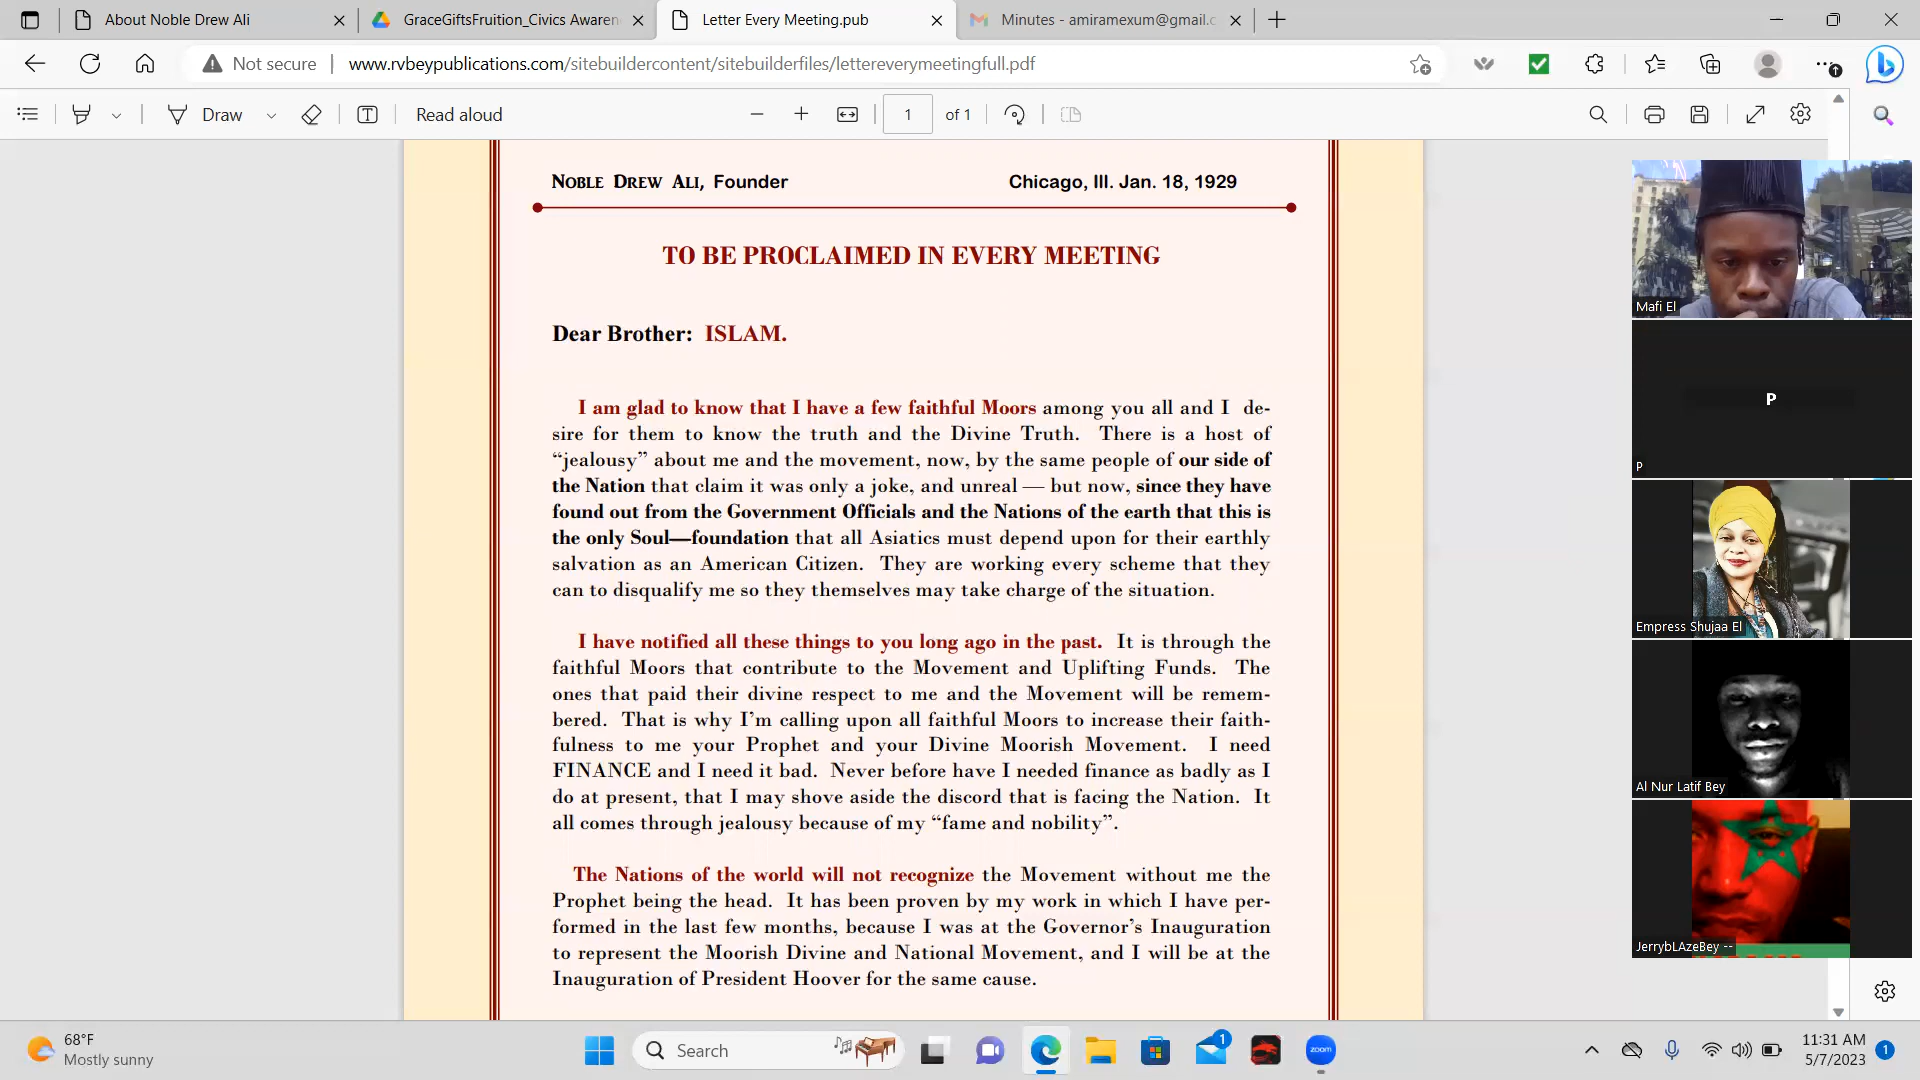 About Noble Drew Ali
GraceGiftsFruition_Civics Awaren
Letter Every Meeting.pub
Minutes - amiramexum@gmail.c
Not secure
www.rvbeypublications.com/sitebuildercontent/sitebuilderfiles/lettereverymeetingfull.pdf
Draw
Read aloud
1
of 1
NOBLE DREW ALI, Founder
Chicago, Ill. Jan. 18, 1929
TO BE PROCLAIMED IN EVERY MEETING
Dear Brother: ISLAM.
I am glad to know that I have a few faithful Moors among you all and I de-
sire for them to know the truth and the Divine Truth. There is a host of
“jealousy” about me and the movement, now, by the same people of our side of
the Nation that claim it was only a joke, and unreal — but now, since they have
found out from the Government Officials and the Nations of the earth that this is
the only Soul—foundation that all Asiatics must depend upon for their earthly
salvation as an American Citizen. They are working every scheme that they
can to disqualify me so they themselves may take charge of the situation.
I have notified all these things to you long ago in the past. It is through the
faithful Moors that contribute to the Movement and Uplifting Funds. The
ones that paid their divine respect to me and the Movement will be remem-
bered. That is why I’m calling upon all faithful Moors to increase their faith-
fulness to me your Prophet and your Divine Moorish Movement. I need
FINANCE and I need it bad. Never before have I needed finance as badly as I
do at present, that I may shove aside the discord that is facing the Nation. It
all comes through jealousy because of my “fame and nobility”.
The Nations of the world will not recognize the Movement without me the
Prophet being the head. It has been proven by my work in which I have per-
formed in the last few months, because I was at the Governor’s Inauguration
to represent the Moorish Divine and National Movement, and I will be at the
Inauguration of President Hoover for the same cause.
Mafi El
P
P
Empress Shujaa El
Al Nur Latif Bey
JerrybLAzeBey --
68°F
Mostly sunny
Search
1
zoom
11:31 AM
5/7/2023
1